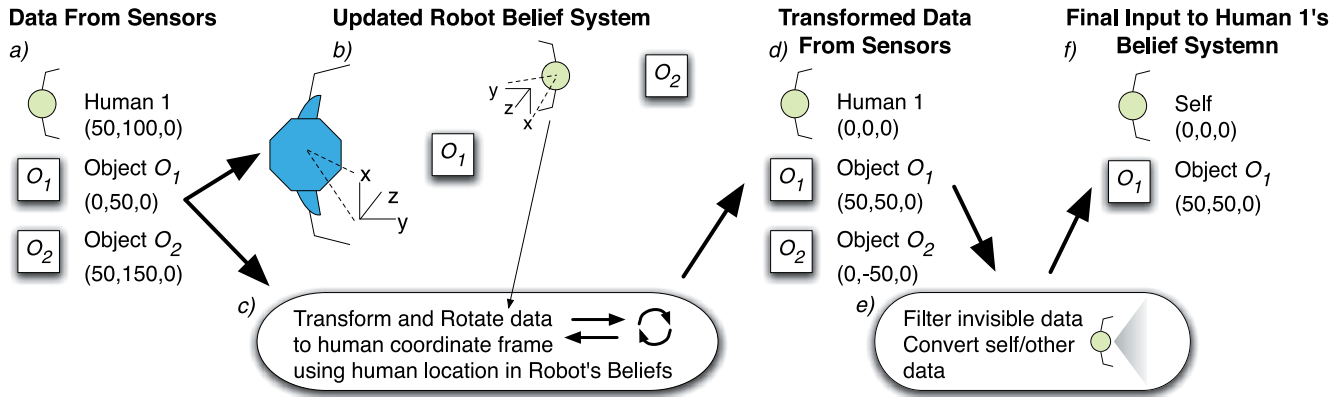 Data From Sensors
a)
Human 1
(50,100,0)
O1
Object O1
(0,50,0)
O2
Object O2
(50,150,0)
Updated Robot Belief System
b)
x
z
y
O1
y
z
x
O2
c)
Transform and Rotate data
to human coordinate frame
using human location in Robot's Beliefs
Transformed Data
From Sensors
d)
Human 1
(0,0,0)
O1
Object O1
(50,50,0)
O2
Object O2
(0,-50,0)
e)
Filter invisible data
Convert self/other
data
Final Input to Human 1's
Belief Systemn
f)
Self
(0,0,0)
O1
Object O1
(50,50,0)